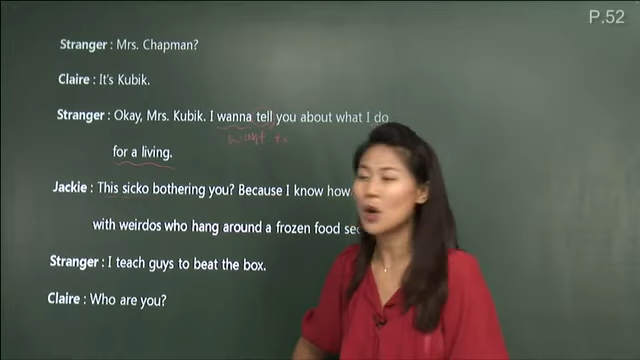 P.52
Stranger : Mrs. Chapman?
Claire : It's Kubik.
Stranger : Okay, Mrs. Kubik. I wanna tell you about what I do
for a living.
Jackie : This sicko bothering you? Because I know how
with weirdos who hang around a frozen food
Stranger : I teach guys to beat the box.
Claire : Who are you?